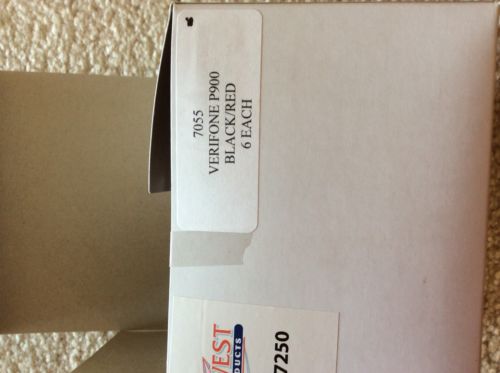 7055
VERIFONE P900
BLACK/RED
6 EACH
7250